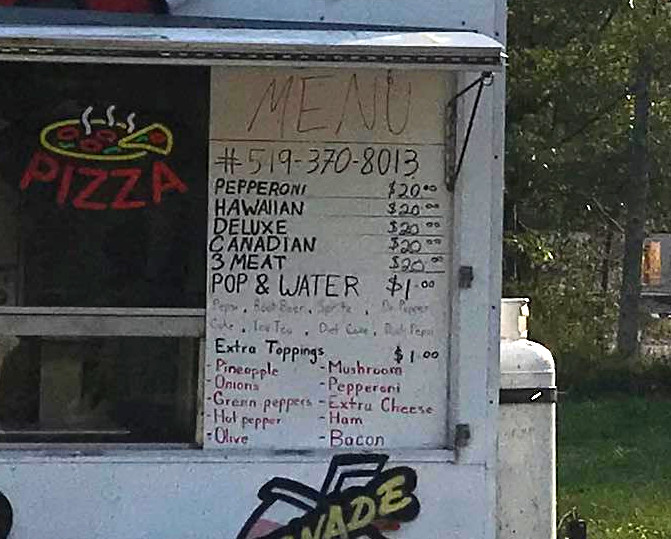 PIZZA
MENU
#519-370-8013
PEPPERONI $20.00
HAWAIIAN $20.00
DELUXE $20.00
CANADIAN $20.00
3 MEAT $20.00
POP & WATER $1.00
Pepsi, Root Beer, Sprite, Dr. Pepper
Coke, Ice Tea, Diet Coke, Diet Pepsi
Extra Toppings $1.00
-Pineapple -Mushroom
-Onions -Pepperoni
-Green peppers -Extra Cheese
-Hot pepper -Ham
-Olive -Bacon
NADE